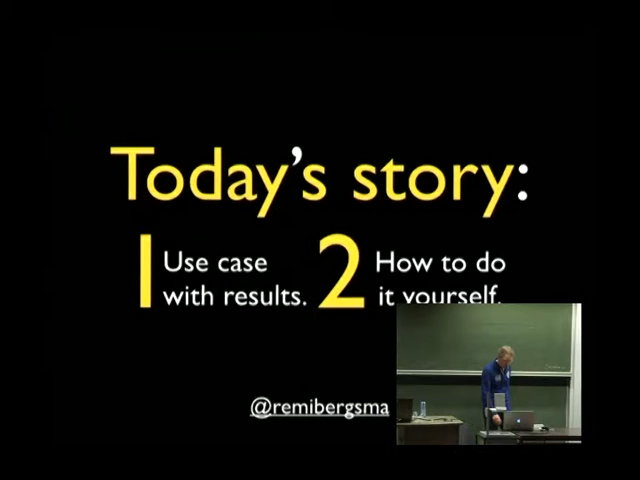 Today's story:
1 Use case with results.
2 How to do it yourself.
@remibergsma